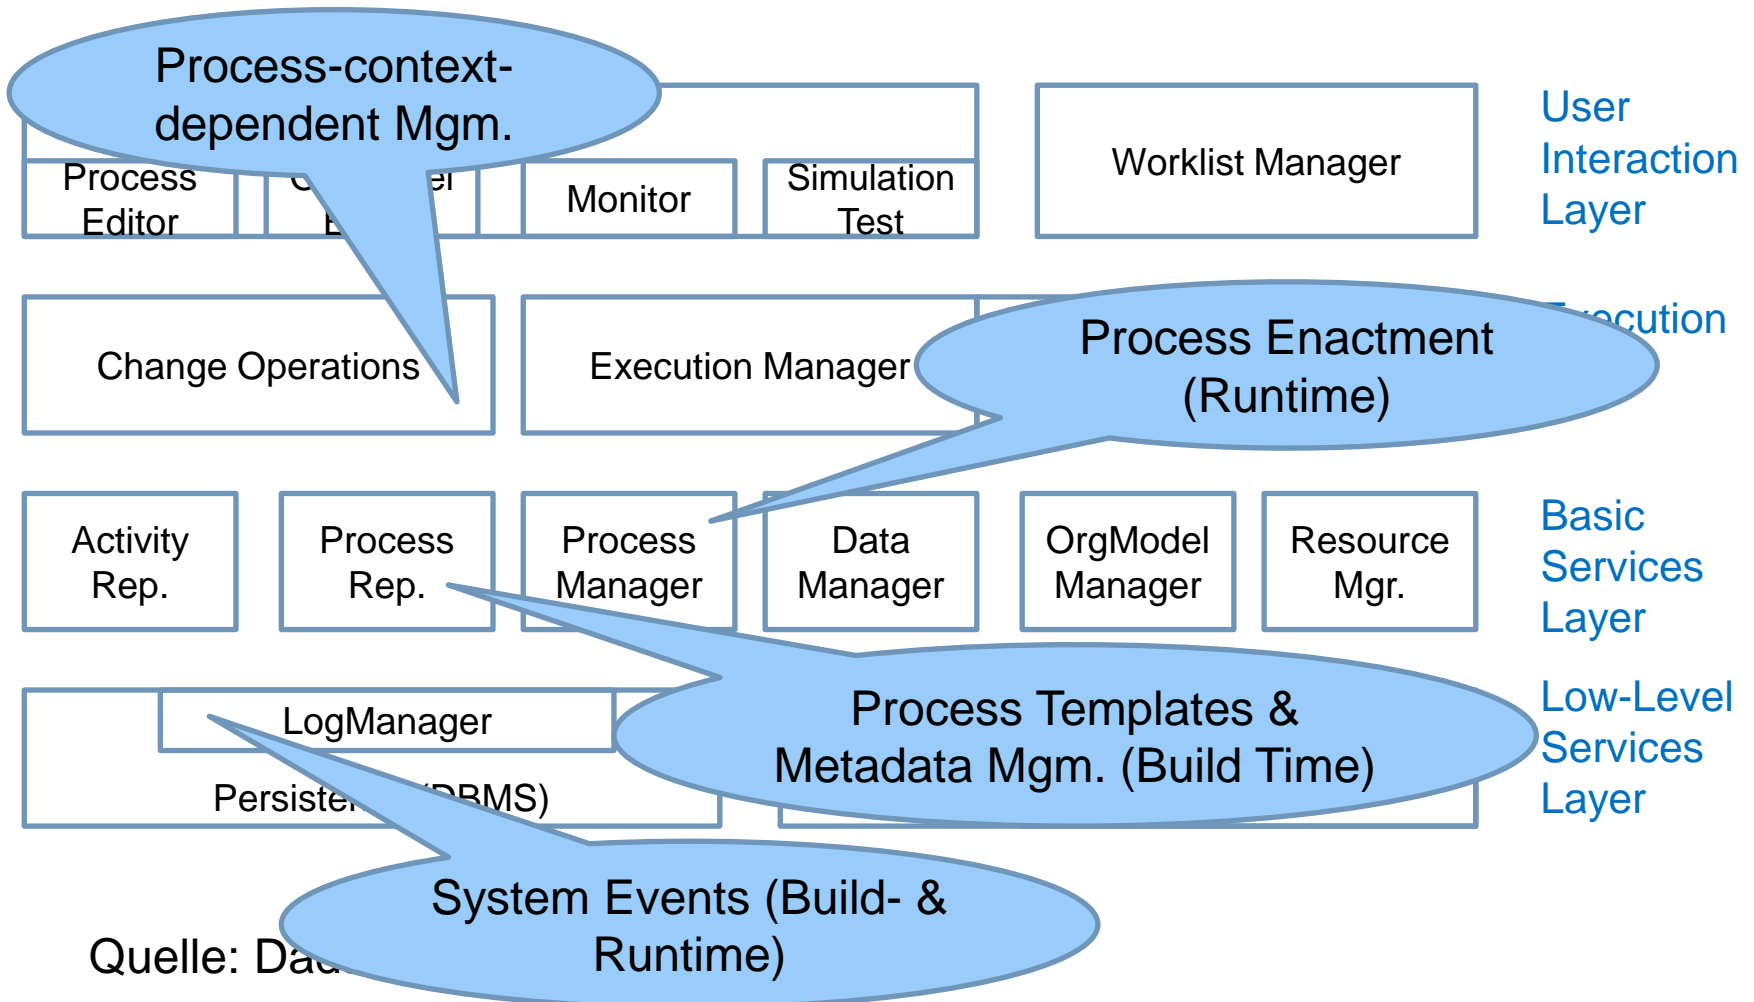 Process-context-
dependent Mgm.
Process
Editor
Monitor
Simulation
Test
Worklist Manager
User
Interaction
Layer
Change Operations
Execution Manager
Process Enactment
(Runtime)
Activity
Rep.
Process
Rep.
Process
Manager
Data
Manager
OrgModel
Manager
Resource
Mgr.
Basic
Services
Layer
LogManager
(DBMS)
Process Templates &
Metadata Mgm. (Build Time)
Low-Level
Services
Layer
System Events (Build- &
Runtime)
Quelle: